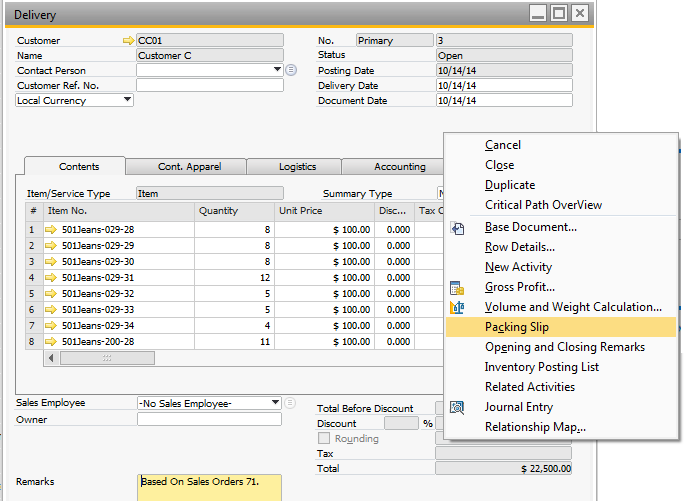 Delivery
Customer CC01 No. Primary 3
Name Customer C Status Open
Contact Person Posting Date 10/14/14
Customer Ref. No. Delivery Date 10/14/14
Local Currency Document Date 10/14/14
Contents Cont. Apparel Logistics Accounting
Item/Service Type Item Summary Type
# Item No. Quantity Unit Price Disc... Tax C
1 501Jeans-029-28 8 $ 100.00 0.000
2 501Jeans-029-29 8 $ 100.00 0.000
3 501Jeans-029-30 8 $ 100.00 0.000
4 501Jeans-029-31 12 $ 100.00 0.000
5 501Jeans-029-32 5 $ 100.00 0.000
6 501Jeans-029-33 5 $ 100.00 0.000
7 501Jeans-029-34 4 $ 100.00 0.000
8 501Jeans-200-28 11 $ 100.00 0.000
Sales Employee -No Sales Employee-
Owner
Total Before Discount
Discount %
Rounding
Tax
Total $ 22,500.00
Remarks Based On Sales Orders 71.
Cancel
Close
Duplicate
Critical Path OverView
Base Document...
Row Details...
New Activity
Gross Profit...
Volume and Weight Calculation...
Packing Slip
Opening and Closing Remarks
Inventory Posting List
Related Activities
Journal Entry
Relationship Map...